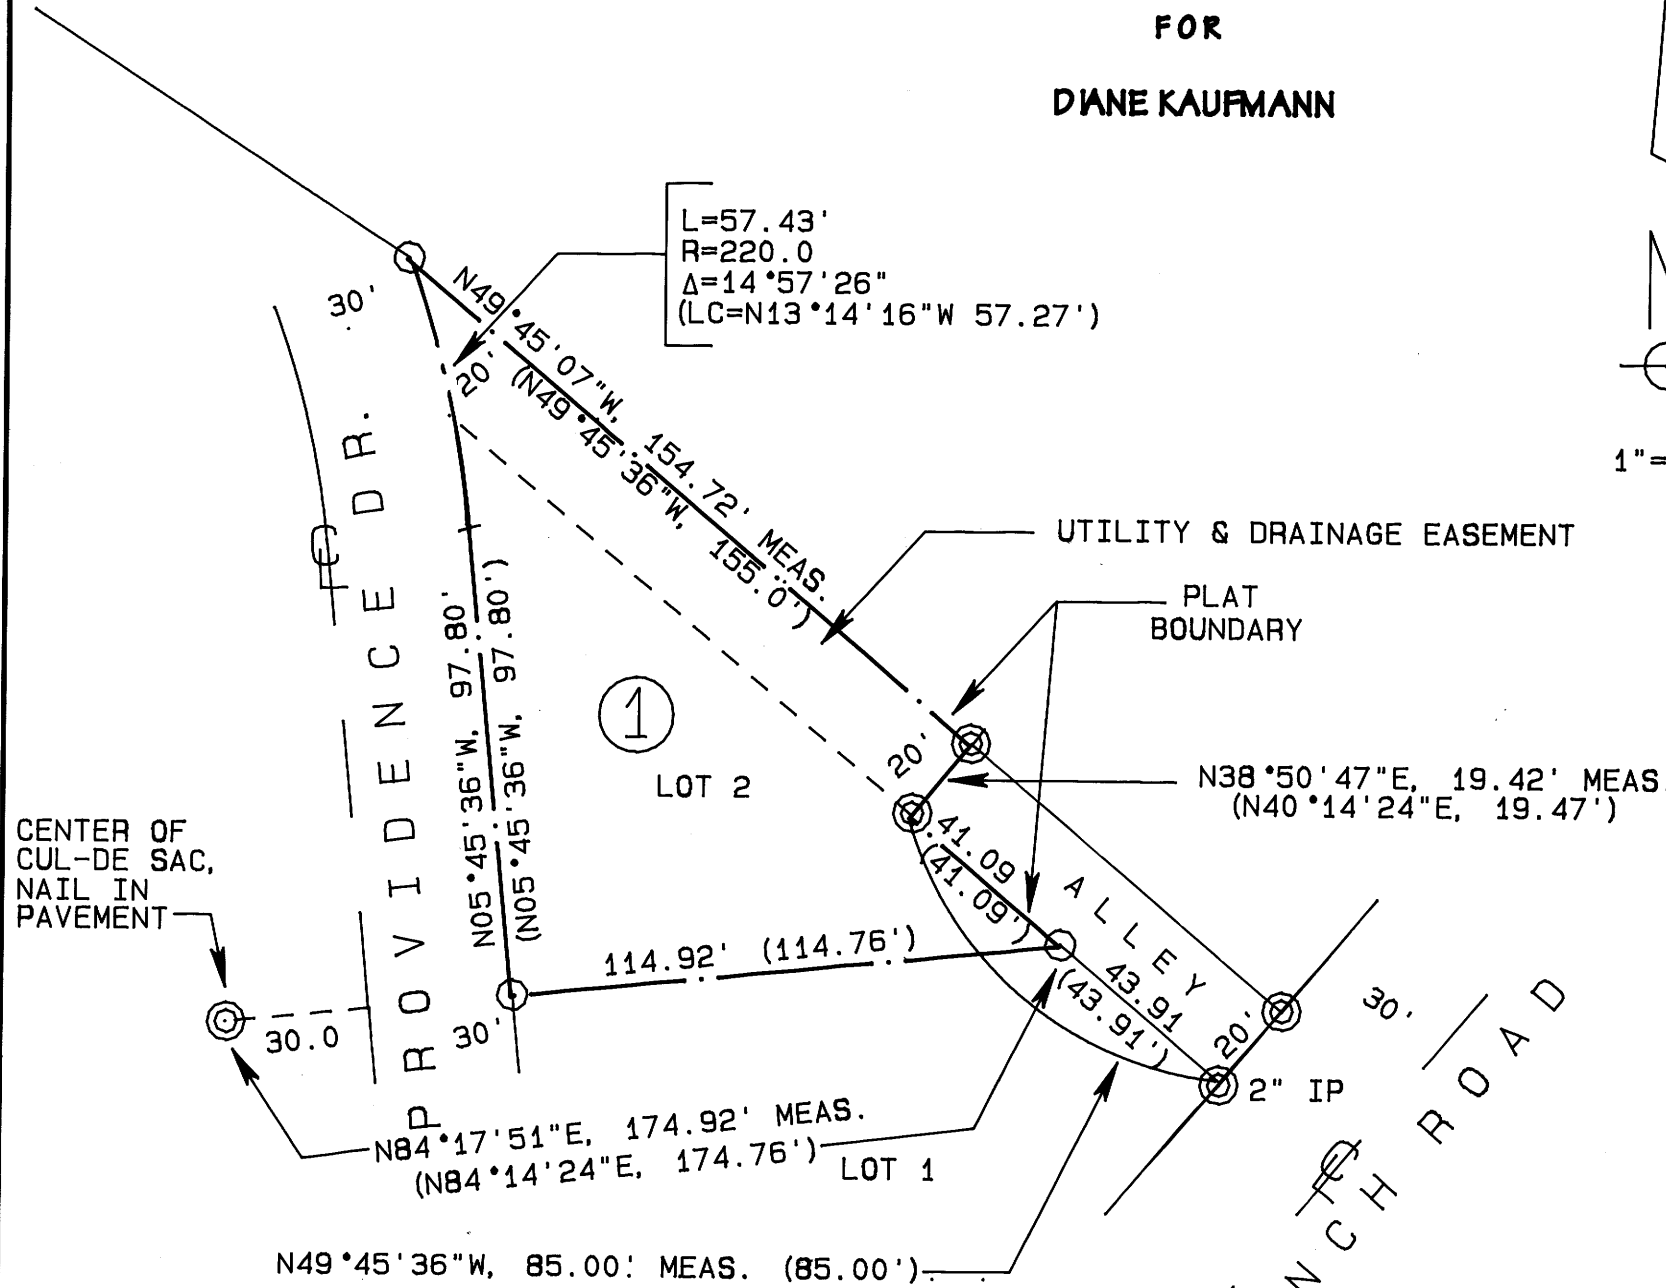 FOR
DIANE KAUFMANN
L=57.43'
R=220.0
Δ=14°57'26"
(LC=N13°14'16"W 57.27')
30'
N49°45'07"W, 154.72' MEAS.
(N49°45'36"W, 155.0')
20'
1"=
UTILITY & DRAINAGE EASEMENT
PLAT
BOUNDARY
PROVIDENCE DR.
N05°45'36"W, 97.80'
(N05°45'36"W, 97.80')
1
LOT 2
20'
N38°50'47"E, 19.42' MEAS
(N40°14'24"E, 19.47')
CENTER OF
CUL-DE SAC,
NAIL IN
PAVEMENT
41.09
(41.09')
ALLEY
114.92' (114.76')
43.91
(43.91')
20'
30'
30.0
30'
2" IP
N84°17'51"E, 174.92' MEAS.
(N84°14'24"E, 174.76')
LOT 1
NCH ROAD
N49°45'36"W, 85.00' MEAS. (85.00')